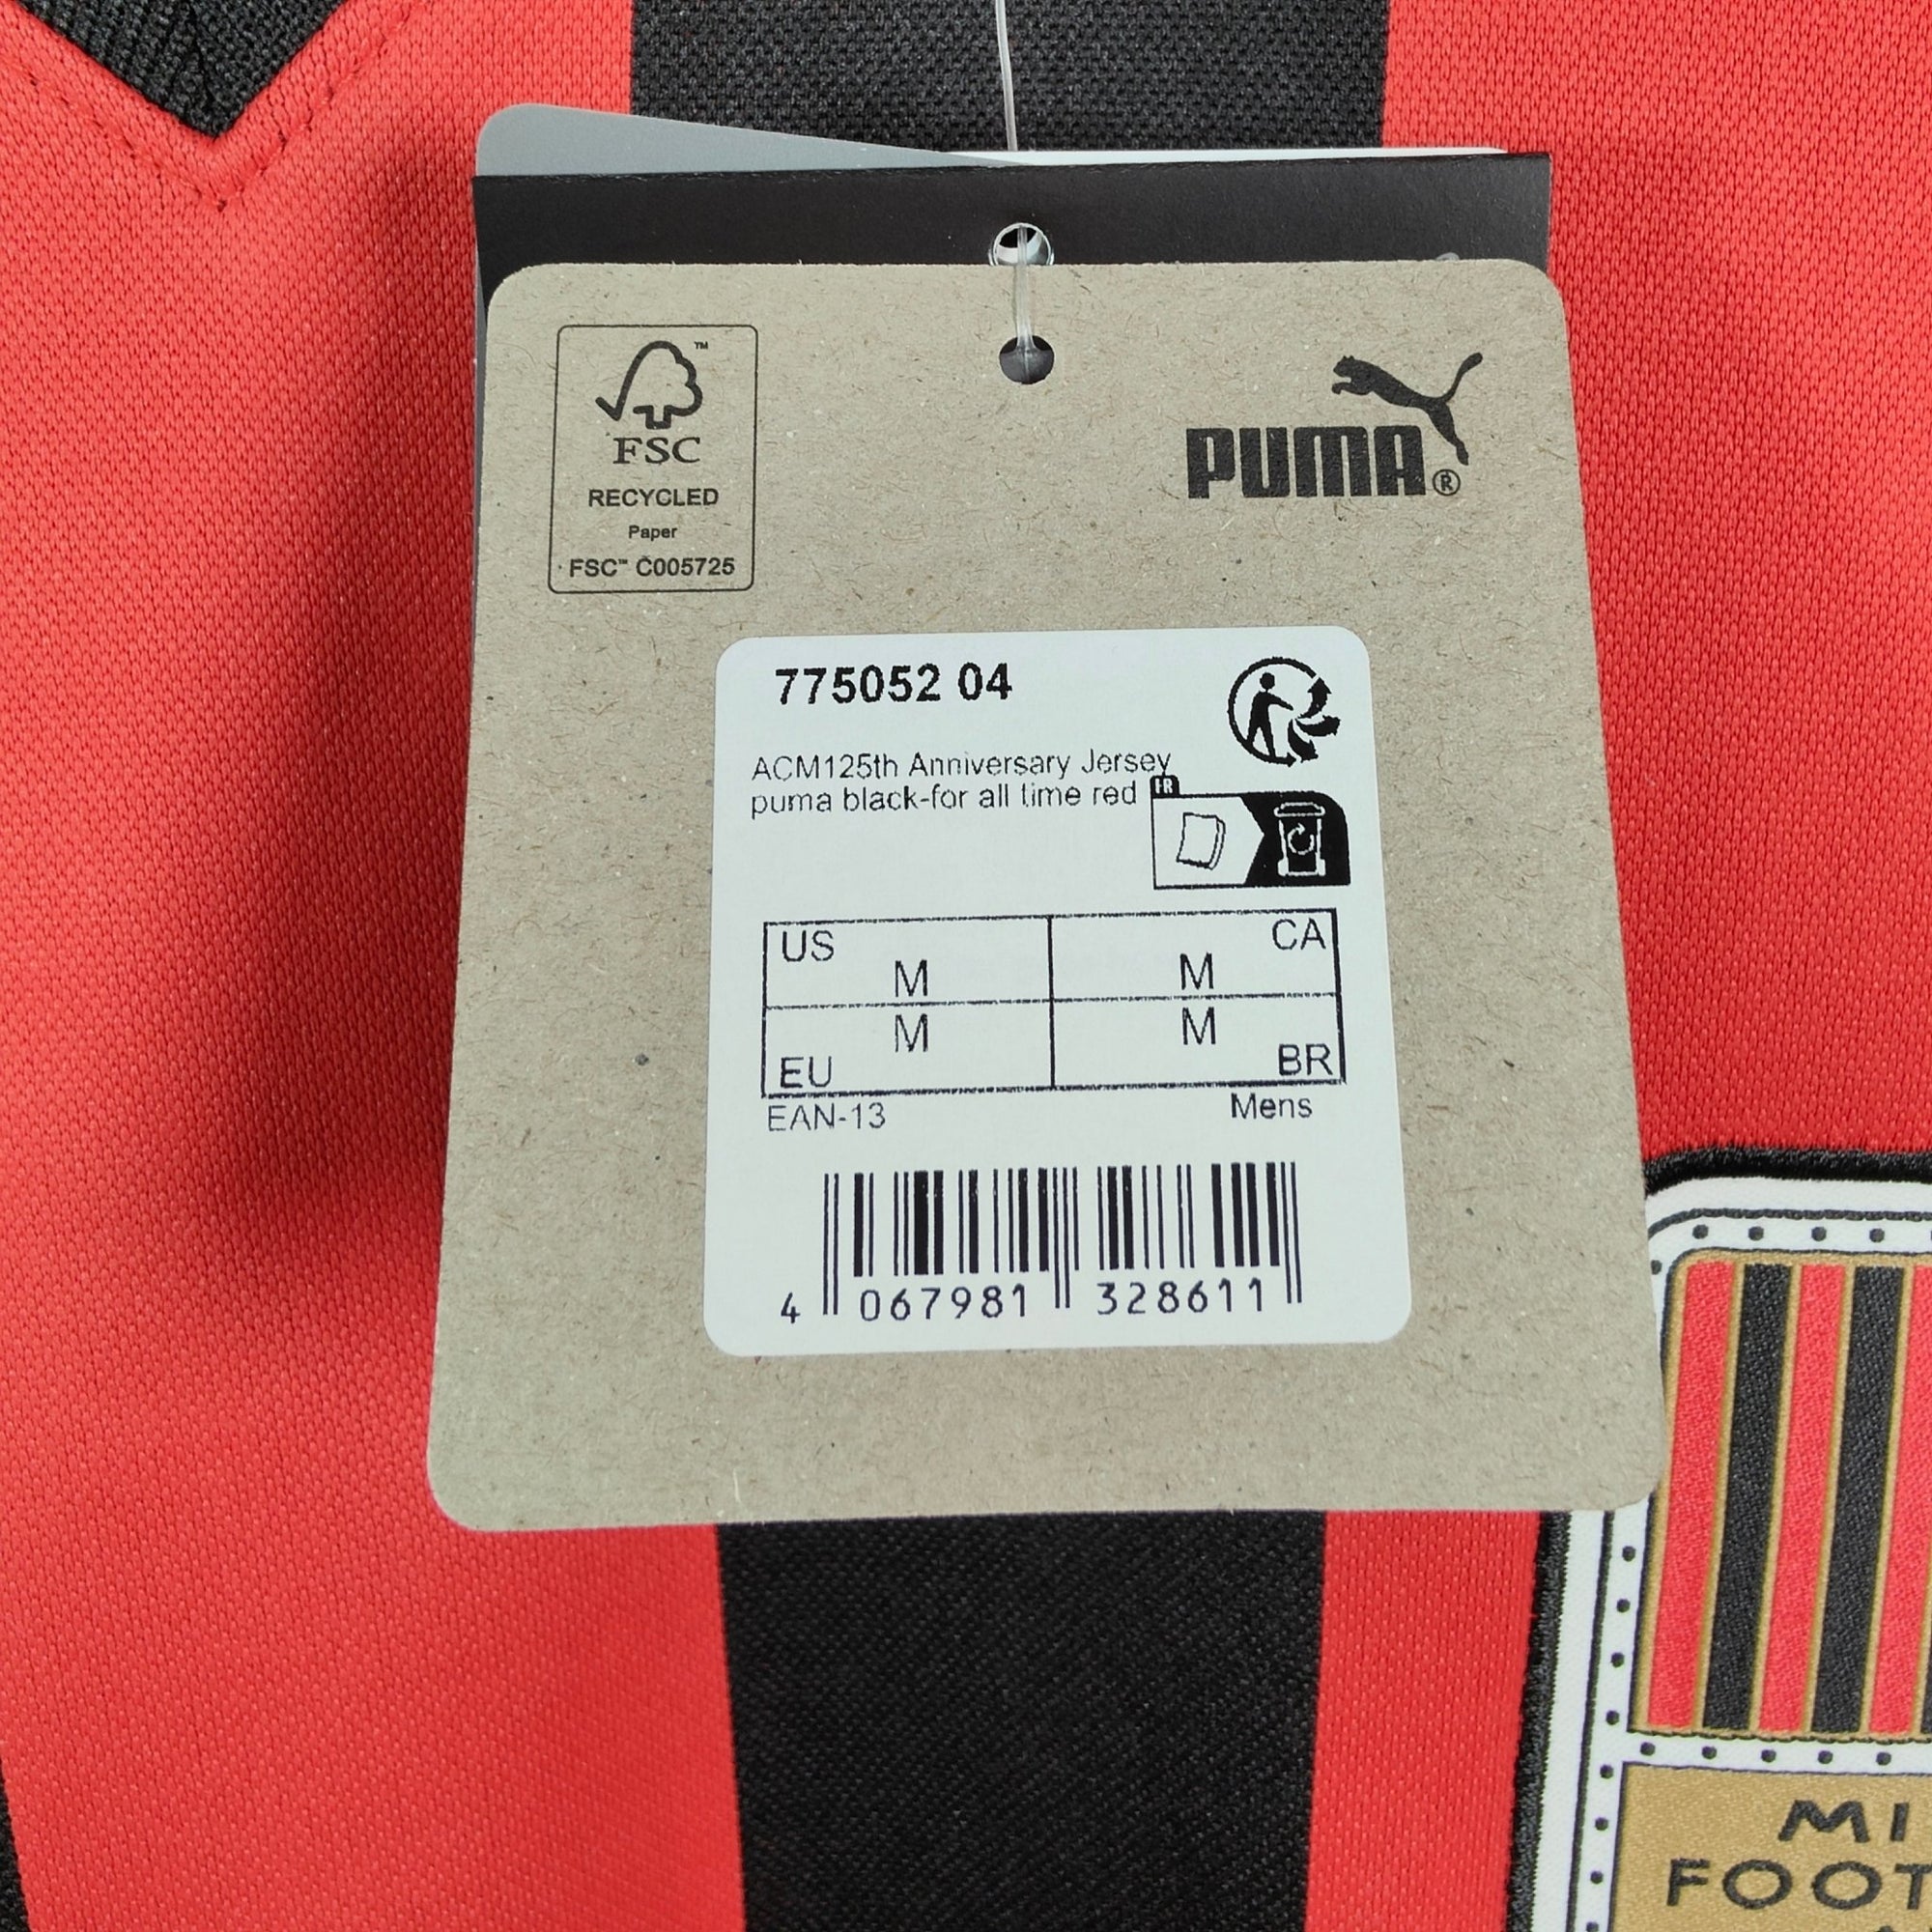 FSC
™
RECYCLED
Paper
FSC™ C005725
PUMA®
775052 04
ACM125th Anniversary Jersey
puma black-for all time red
FR
US
M
CA
M
M
EU
M
BR
EAN-13
Mens
4 067981 328611
MI
FOOT